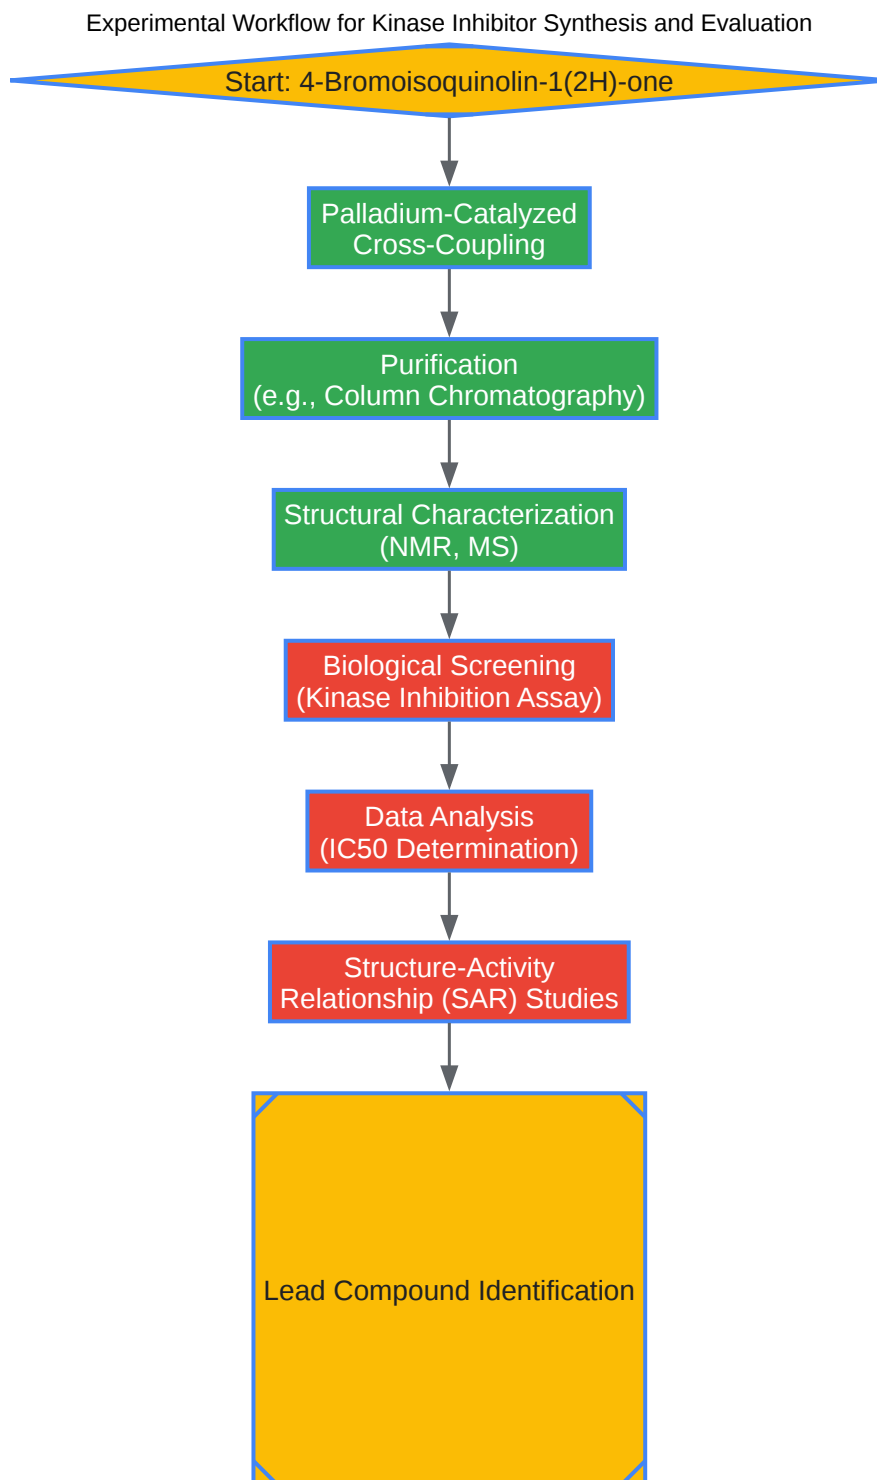 Experimental Workflow for Kinase Inhibitor Synthesis and Evaluation
Start: 4-Bromoisoquinolin-1(2H)-one
Palladium-Catalyzed
Cross-Coupling
Purification
(e.g., Column Chromatography)
Structural Characterization
(NMR, MS)
Biological Screening
(Kinase Inhibition Assay)
Data Analysis
(IC50 Determination)
Structure-Activity
Relationship (SAR) Studies
Lead Compound Identification